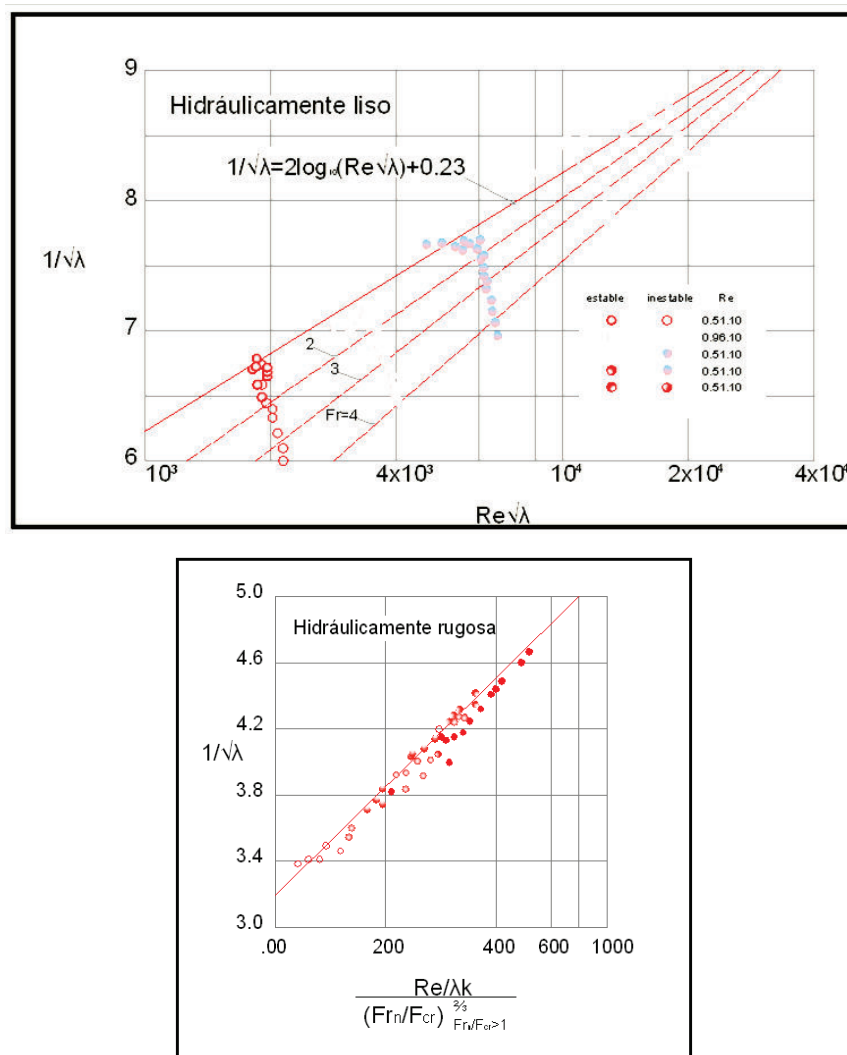 9
Hidráulicamente liso
1/√λ=2log₁₀(Re√λ)+0.23
8
1/√λ
estable inestable Re
0.51.10
0.96.10
7
0.51.10
2
0.51.10
3
0.51.10
Fr=4
6
10³ 4x10³ 10⁴ 2x10⁴ 4x10⁴
Re√λ
5.0
Hidráulicamente rugosa
4.6
4.2
1/√λ
3.8
3.4
3.0
.00 200 400 600 1000
Re/λk
(Frn/Fcr) ⅔ Frn/Fcr>1